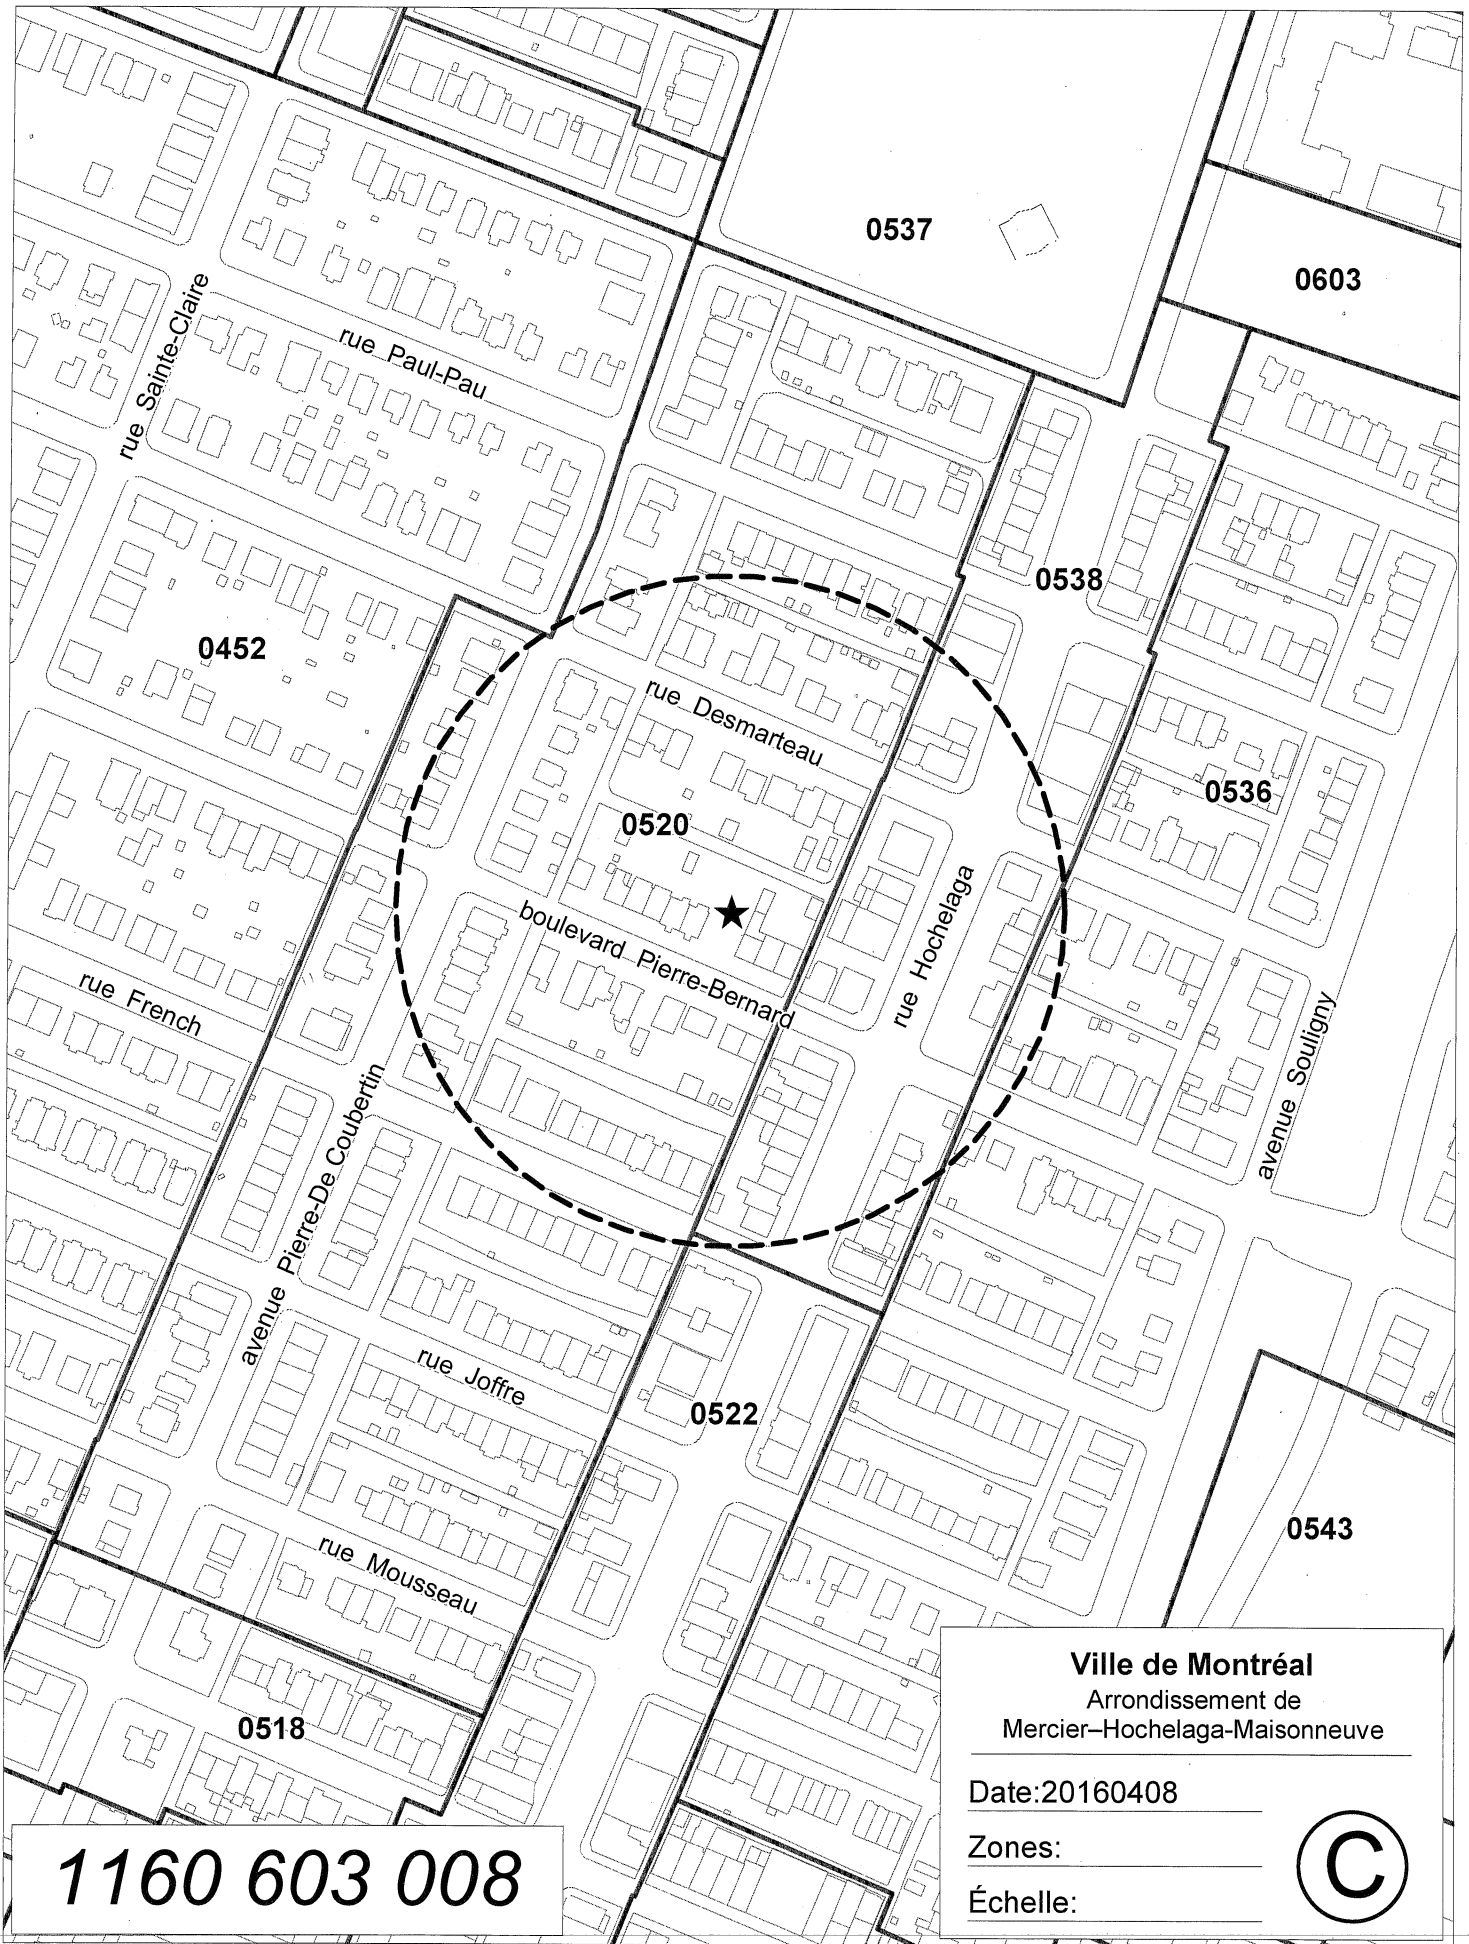 0537
0603
rue Sainte-Claire
rue Paul-Pau
0538
0452
rue Desmarteau
0536
0520
boulevard Pierre-Bernard
rue Hochelaga
rue French
avenue Souligny
avenue Pierre-De Coubertin
rue Joffre
0522
0543
rue Mousseau
0518
Ville de Montréal
Arrondissement de
Mercier–Hochelaga-Maisonneuve
Date:20160408
Zones:
Échelle:
C
1160 603 008